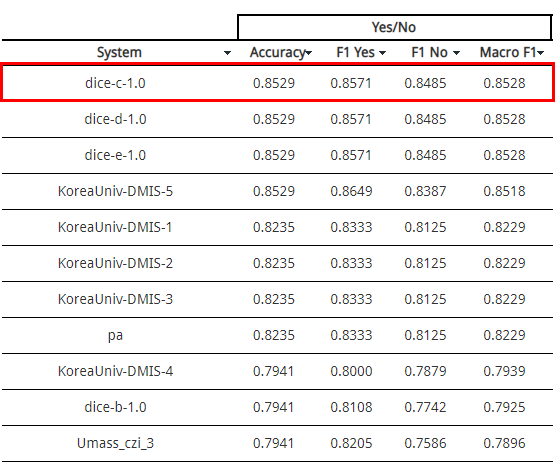 Yes/No
System Accuracy F1 Yes F1 No Macro F1
dice-c-1.0 0.8529 0.8571 0.8485 0.8528
dice-d-1.0 0.8529 0.8571 0.8485 0.8528
dice-e-1.0 0.8529 0.8571 0.8485 0.8528
KoreaUniv-DMIS-5 0.8529 0.8649 0.8387 0.8518
KoreaUniv-DMIS-1 0.8235 0.8333 0.8125 0.8229
KoreaUniv-DMIS-2 0.8235 0.8333 0.8125 0.8229
KoreaUniv-DMIS-3 0.8235 0.8333 0.8125 0.8229
pa 0.8235 0.8333 0.8125 0.8229
KoreaUniv-DMIS-4 0.7941 0.8000 0.7879 0.7939
dice-b-1.0 0.7941 0.8108 0.7742 0.7925
Umass_czi_3 0.7941 0.8205 0.7586 0.7896